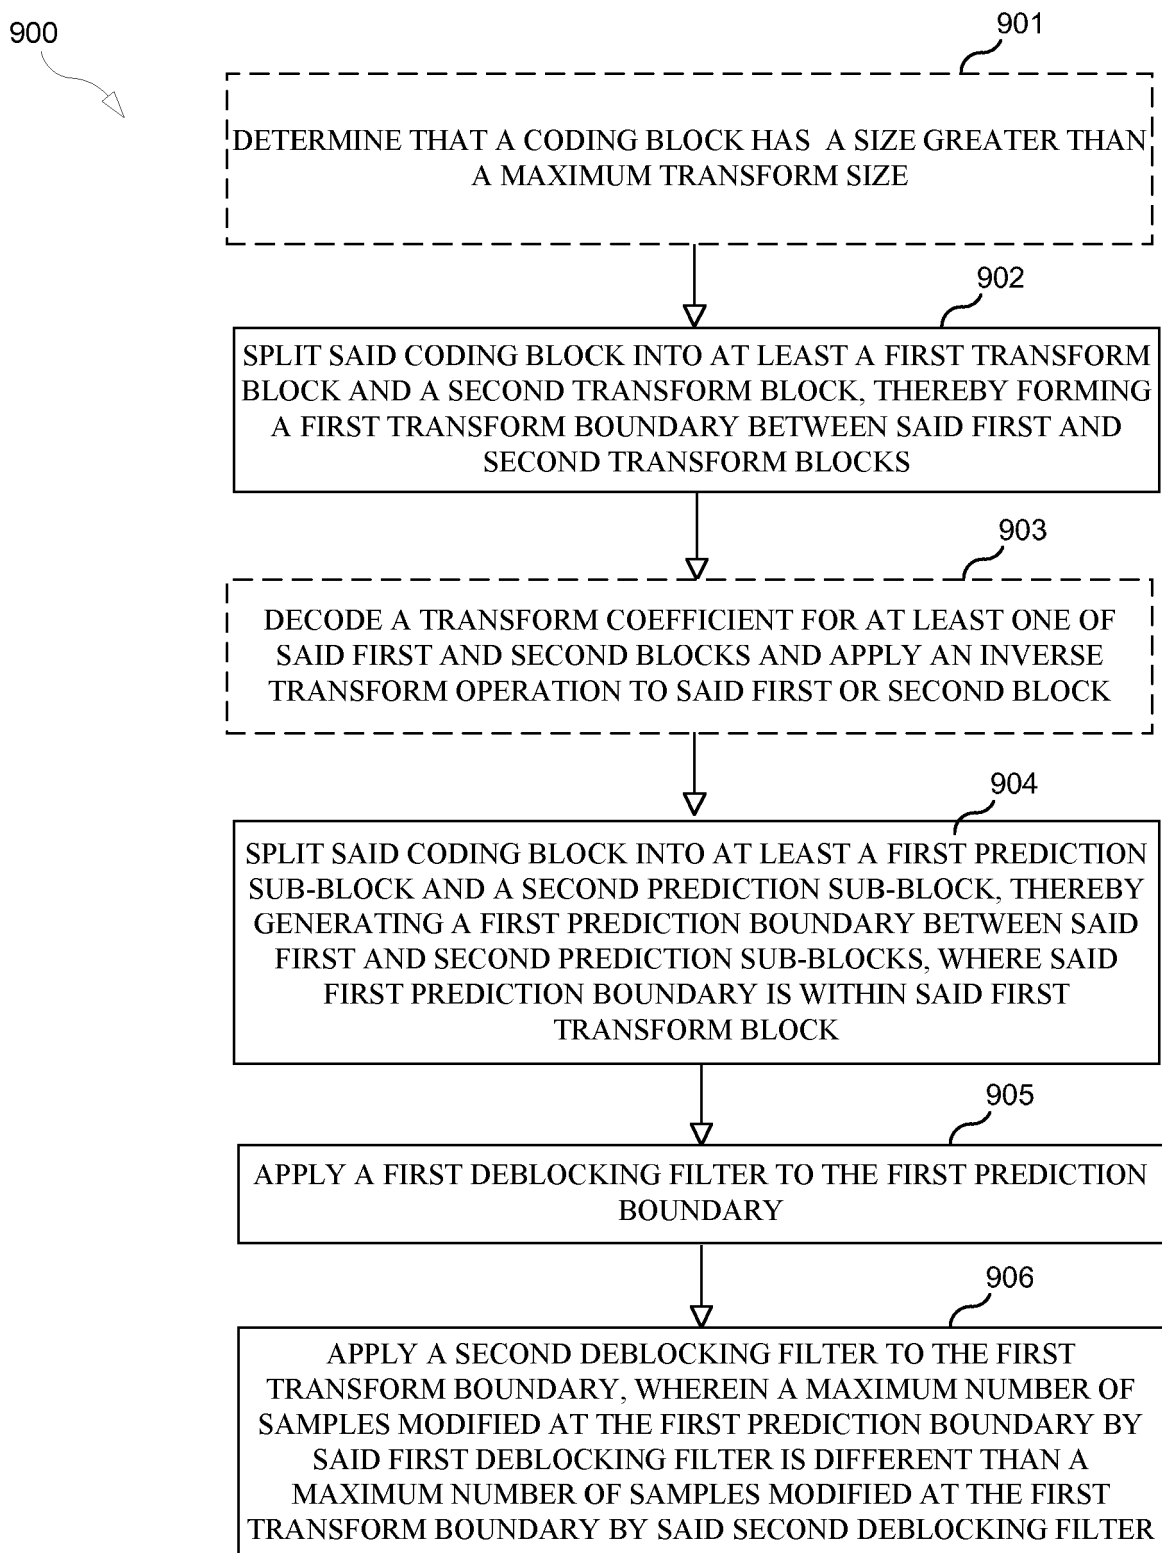 900
901
DETERMINE THAT A CODING BLOCK HAS A SIZE GREATER THAN
A MAXIMUM TRANSFORM SIZE
902
SPLIT SAID CODING BLOCK INTO AT LEAST A FIRST TRANSFORM
BLOCK AND A SECOND TRANSFORM BLOCK, THEREBY FORMING
A FIRST TRANSFORM BOUNDARY BETWEEN SAID FIRST AND
SECOND TRANSFORM BLOCKS
903
DECODE A TRANSFORM COEFFICIENT FOR AT LEAST ONE OF
SAID FIRST AND SECOND BLOCKS AND APPLY AN INVERSE
TRANSFORM OPERATION TO SAID FIRST OR SECOND BLOCK
904
SPLIT SAID CODING BLOCK INTO AT LEAST A FIRST PREDICTION
SUB-BLOCK AND A SECOND PREDICTION SUB-BLOCK, THEREBY
GENERATING A FIRST PREDICTION BOUNDARY BETWEEN SAID
FIRST AND SECOND PREDICTION SUB-BLOCKS, WHERE SAID
FIRST PREDICTION BOUNDARY IS WITHIN SAID FIRST
TRANSFORM BLOCK
905
APPLY A FIRST DEBLOCKING FILTER TO THE FIRST PREDICTION
BOUNDARY
906
APPLY A SECOND DEBLOCKING FILTER TO THE FIRST
TRANSFORM BOUNDARY, WHEREIN A MAXIMUM NUMBER OF
SAMPLES MODIFIED AT THE FIRST PREDICTION BOUNDARY BY
SAID FIRST DEBLOCKING FILTER IS DIFFERENT THAN A
MAXIMUM NUMBER OF SAMPLES MODIFIED AT THE FIRST
TRANSFORM BOUNDARY BY SAID SECOND DEBLOCKING FILTER